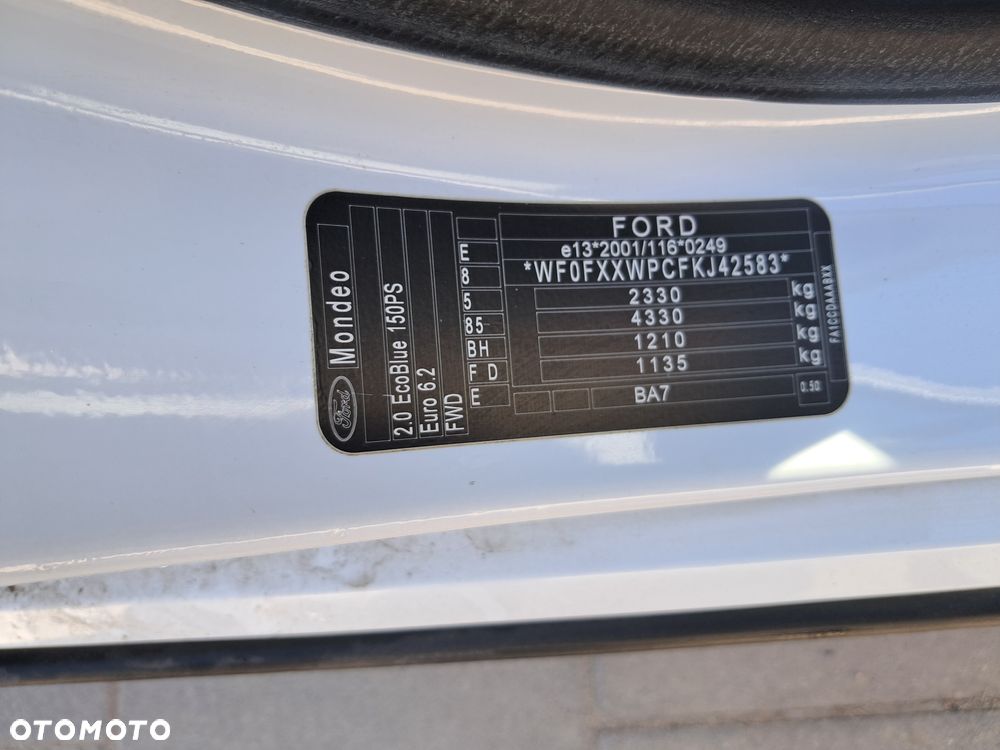 FORD
e13*2001/116*0249
*WF0FXXWPCFKJ42583*
2330 kg
4330 kg
1210 kg
1135 kg
BA7
0.50
E
8
5
85
BH
F D
E
FA1CCDAAABXX
Ford
Mondeo
2.0 EcoBlue 150PS
Euro 6.2
FWD
OTOMOTO